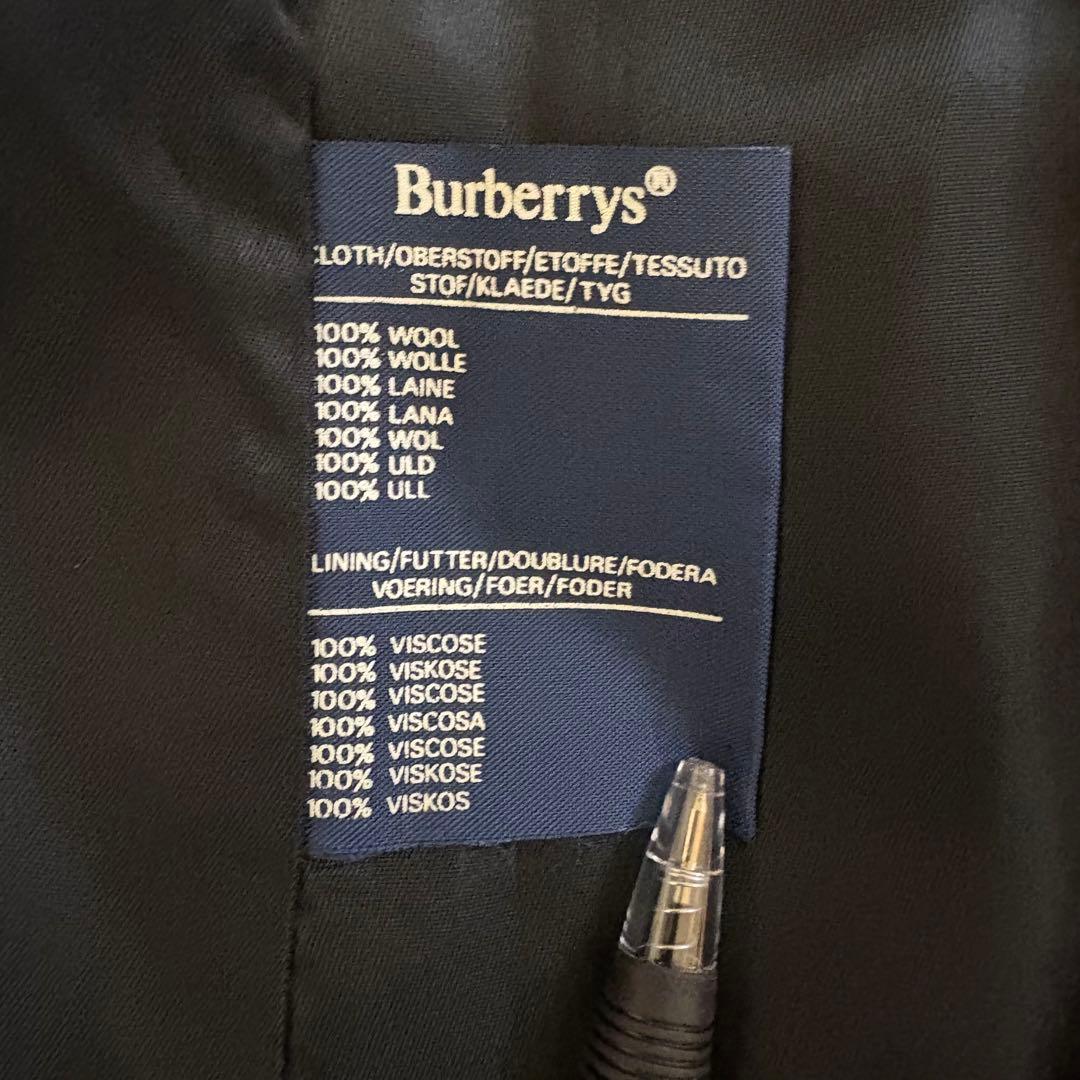 Burberrys®
CLOTH/OBERSTOFF/ETOFFE/TESSUTO
STOF/KLAEDE/TYG
100% WOOL
100% WOLLE
100% LAINE
100% LANA
100% WOL
100% ULD
100% ULL
LINING/FUTTER/DOUBLURE/FODERA
VOERING/FOER/FODER
100% VISCOSE
100% VISKOSE
100% VISCOSE
100% VISCOSA
100% VISCOSE
100% VISKOSE
100% VISKOS